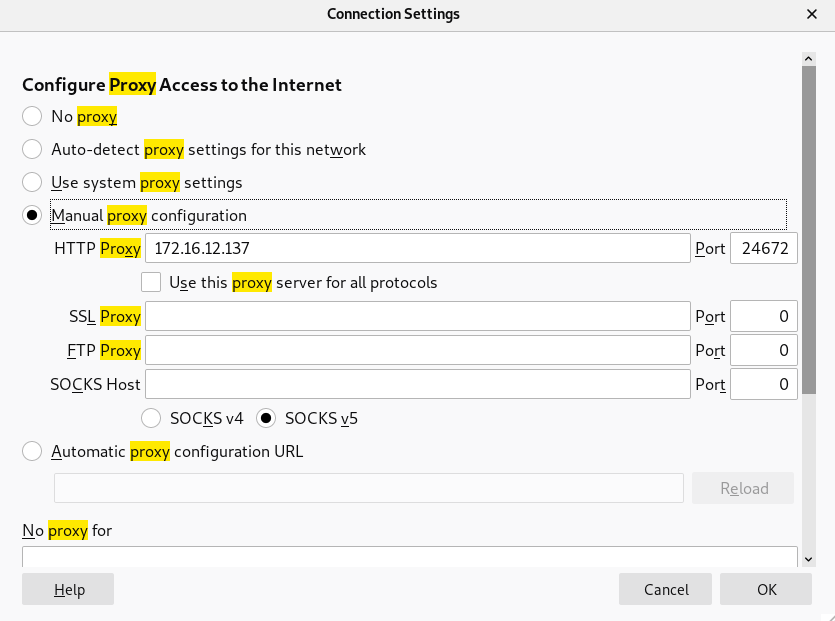 Connection Settings
Configure Proxy Access to the Internet
No proxy
Auto-detect proxy settings for this network
Use system proxy settings
Manual proxy configuration
HTTP Proxy 172.16.12.137 Port 24672
Use this proxy server for all protocols
SSL Proxy Port 0
FTP Proxy Port 0
SOCKS Host Port 0
SOCKS v4 SOCKS v5
Automatic proxy configuration URL
Reload
No proxy for
Help Cancel OK